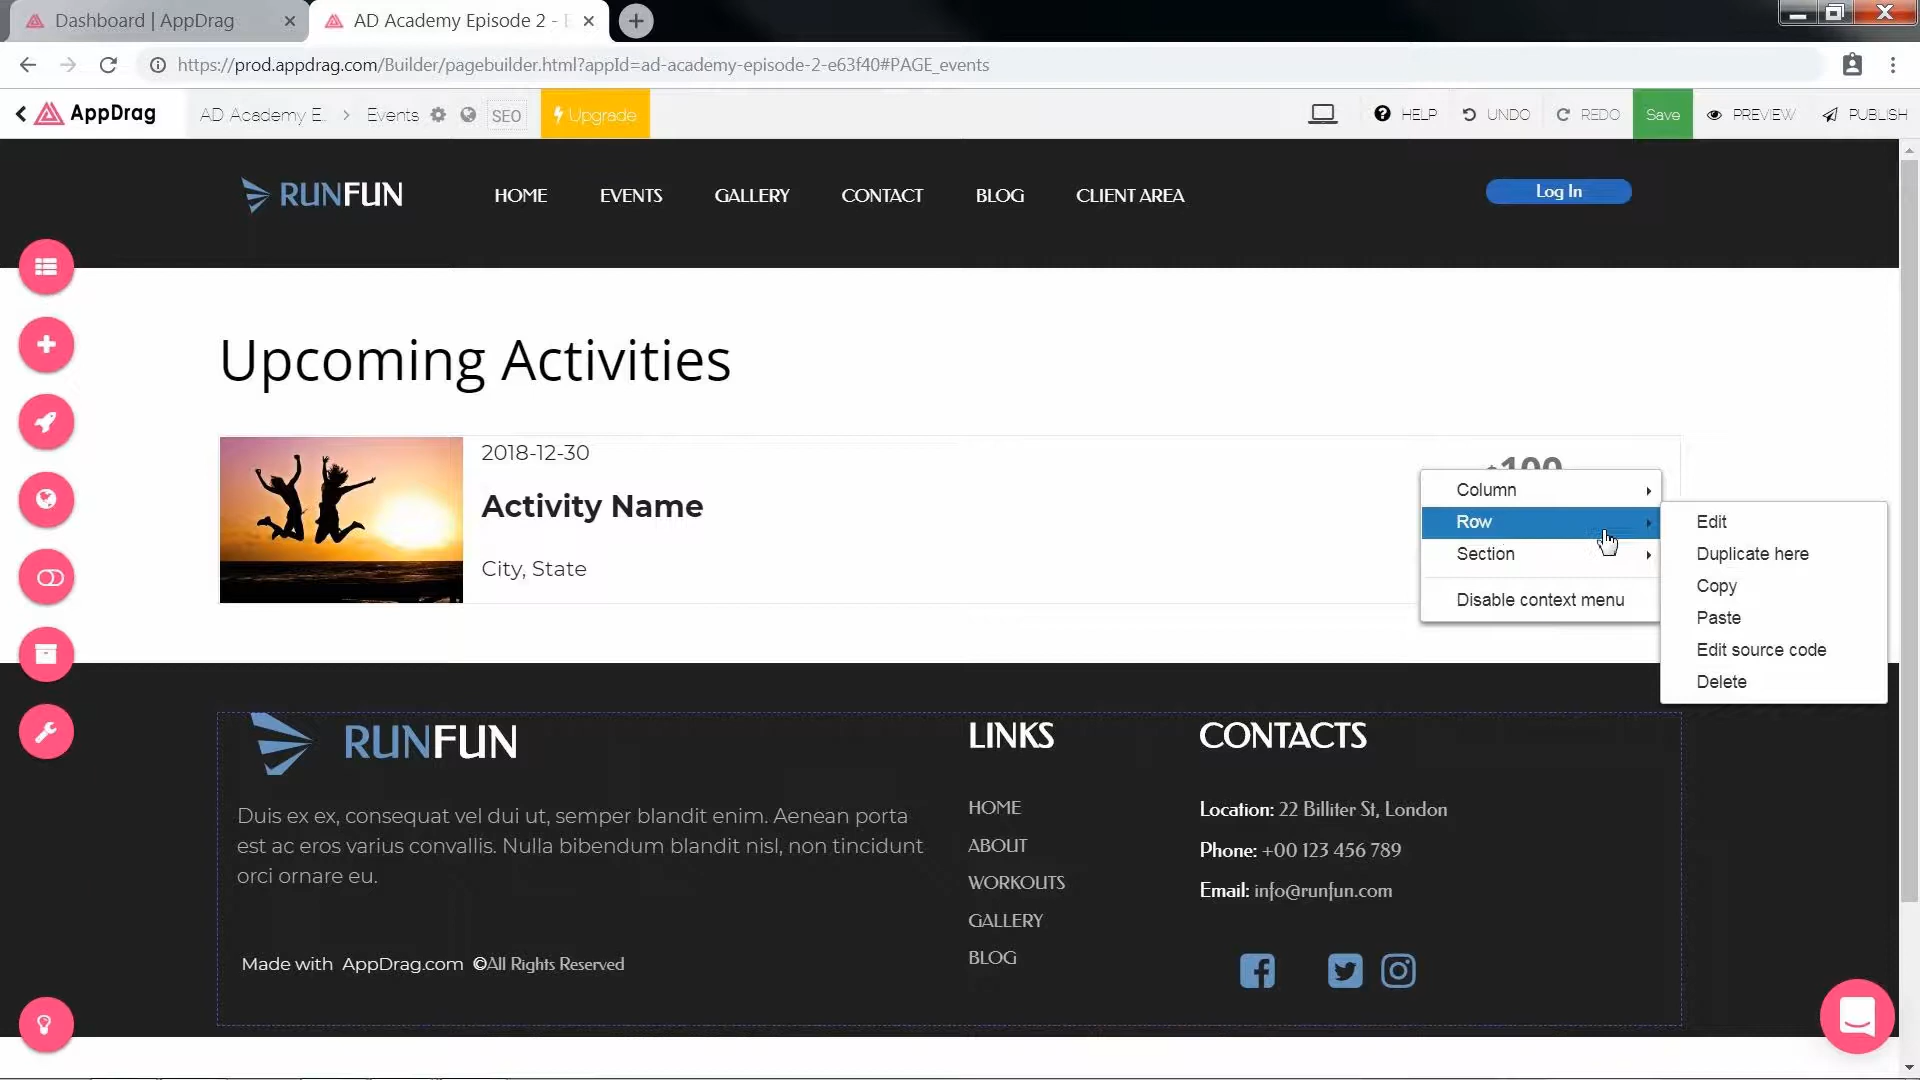 Dashboard | AppDrag
AD Academy Episode 2 -
https://prod.appdrag.com/Builder/pagebuilder.html?appId=ad-academy-episode-2-e63f40#PAGE_events
AppDrag
AD Academy E..
Events
SEO
Upgrade
HELP
UNDO
REDO
Save
PREVIEW
PUBLISH
RUNFUN
HOME
EVENTS
GALLERY
CONTACT
BLOG
CLIENT AREA
Log In
Upcoming Activities
2018-12-30
Activity Name
City, State
Column
Row
Section
Disable context menu
Edit
Duplicate here
Copy
Paste
Edit source code
Delete
RUNFUN
Duis ex ex, consequat vel dui ut, semper blandit enim. Aenean porta
est ac eros varius convallis. Nulla bibendum blandit nisl, non tincidunt
orci ornare eu.
Made with AppDrag.com ©All Rights Reserved
LINKS
HOME
ABOUT
WORKOUTS
GALLERY
BLOG
CONTACTS
Location: 22 Billiter St, London
Phone: +00 123 456 789
Email: info@runfun.com